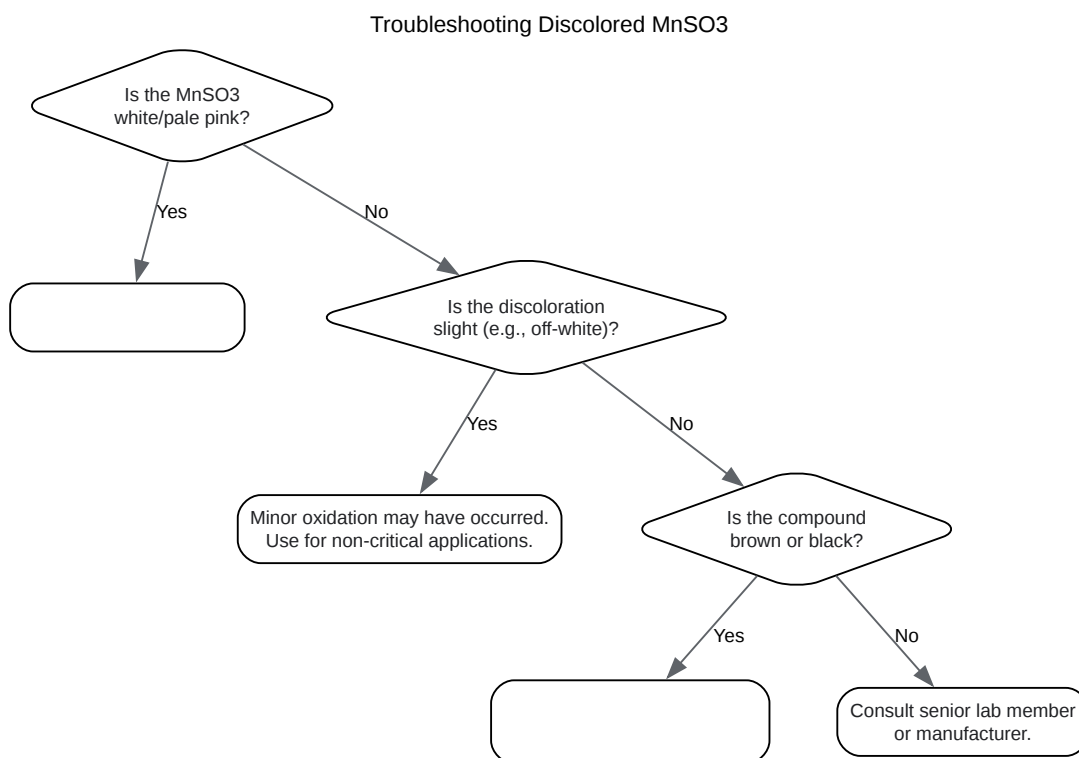 Troubleshooting Discolored MnSO3
Is the MnSO3
white/pale pink?
Yes
No
Is the discoloration
slight (e.g., off-white)?
Yes
No
Minor oxidation may have occurred.
Use for non-critical applications.
Is the compound
brown or black?
Yes
No
Consult senior lab member
or manufacturer.